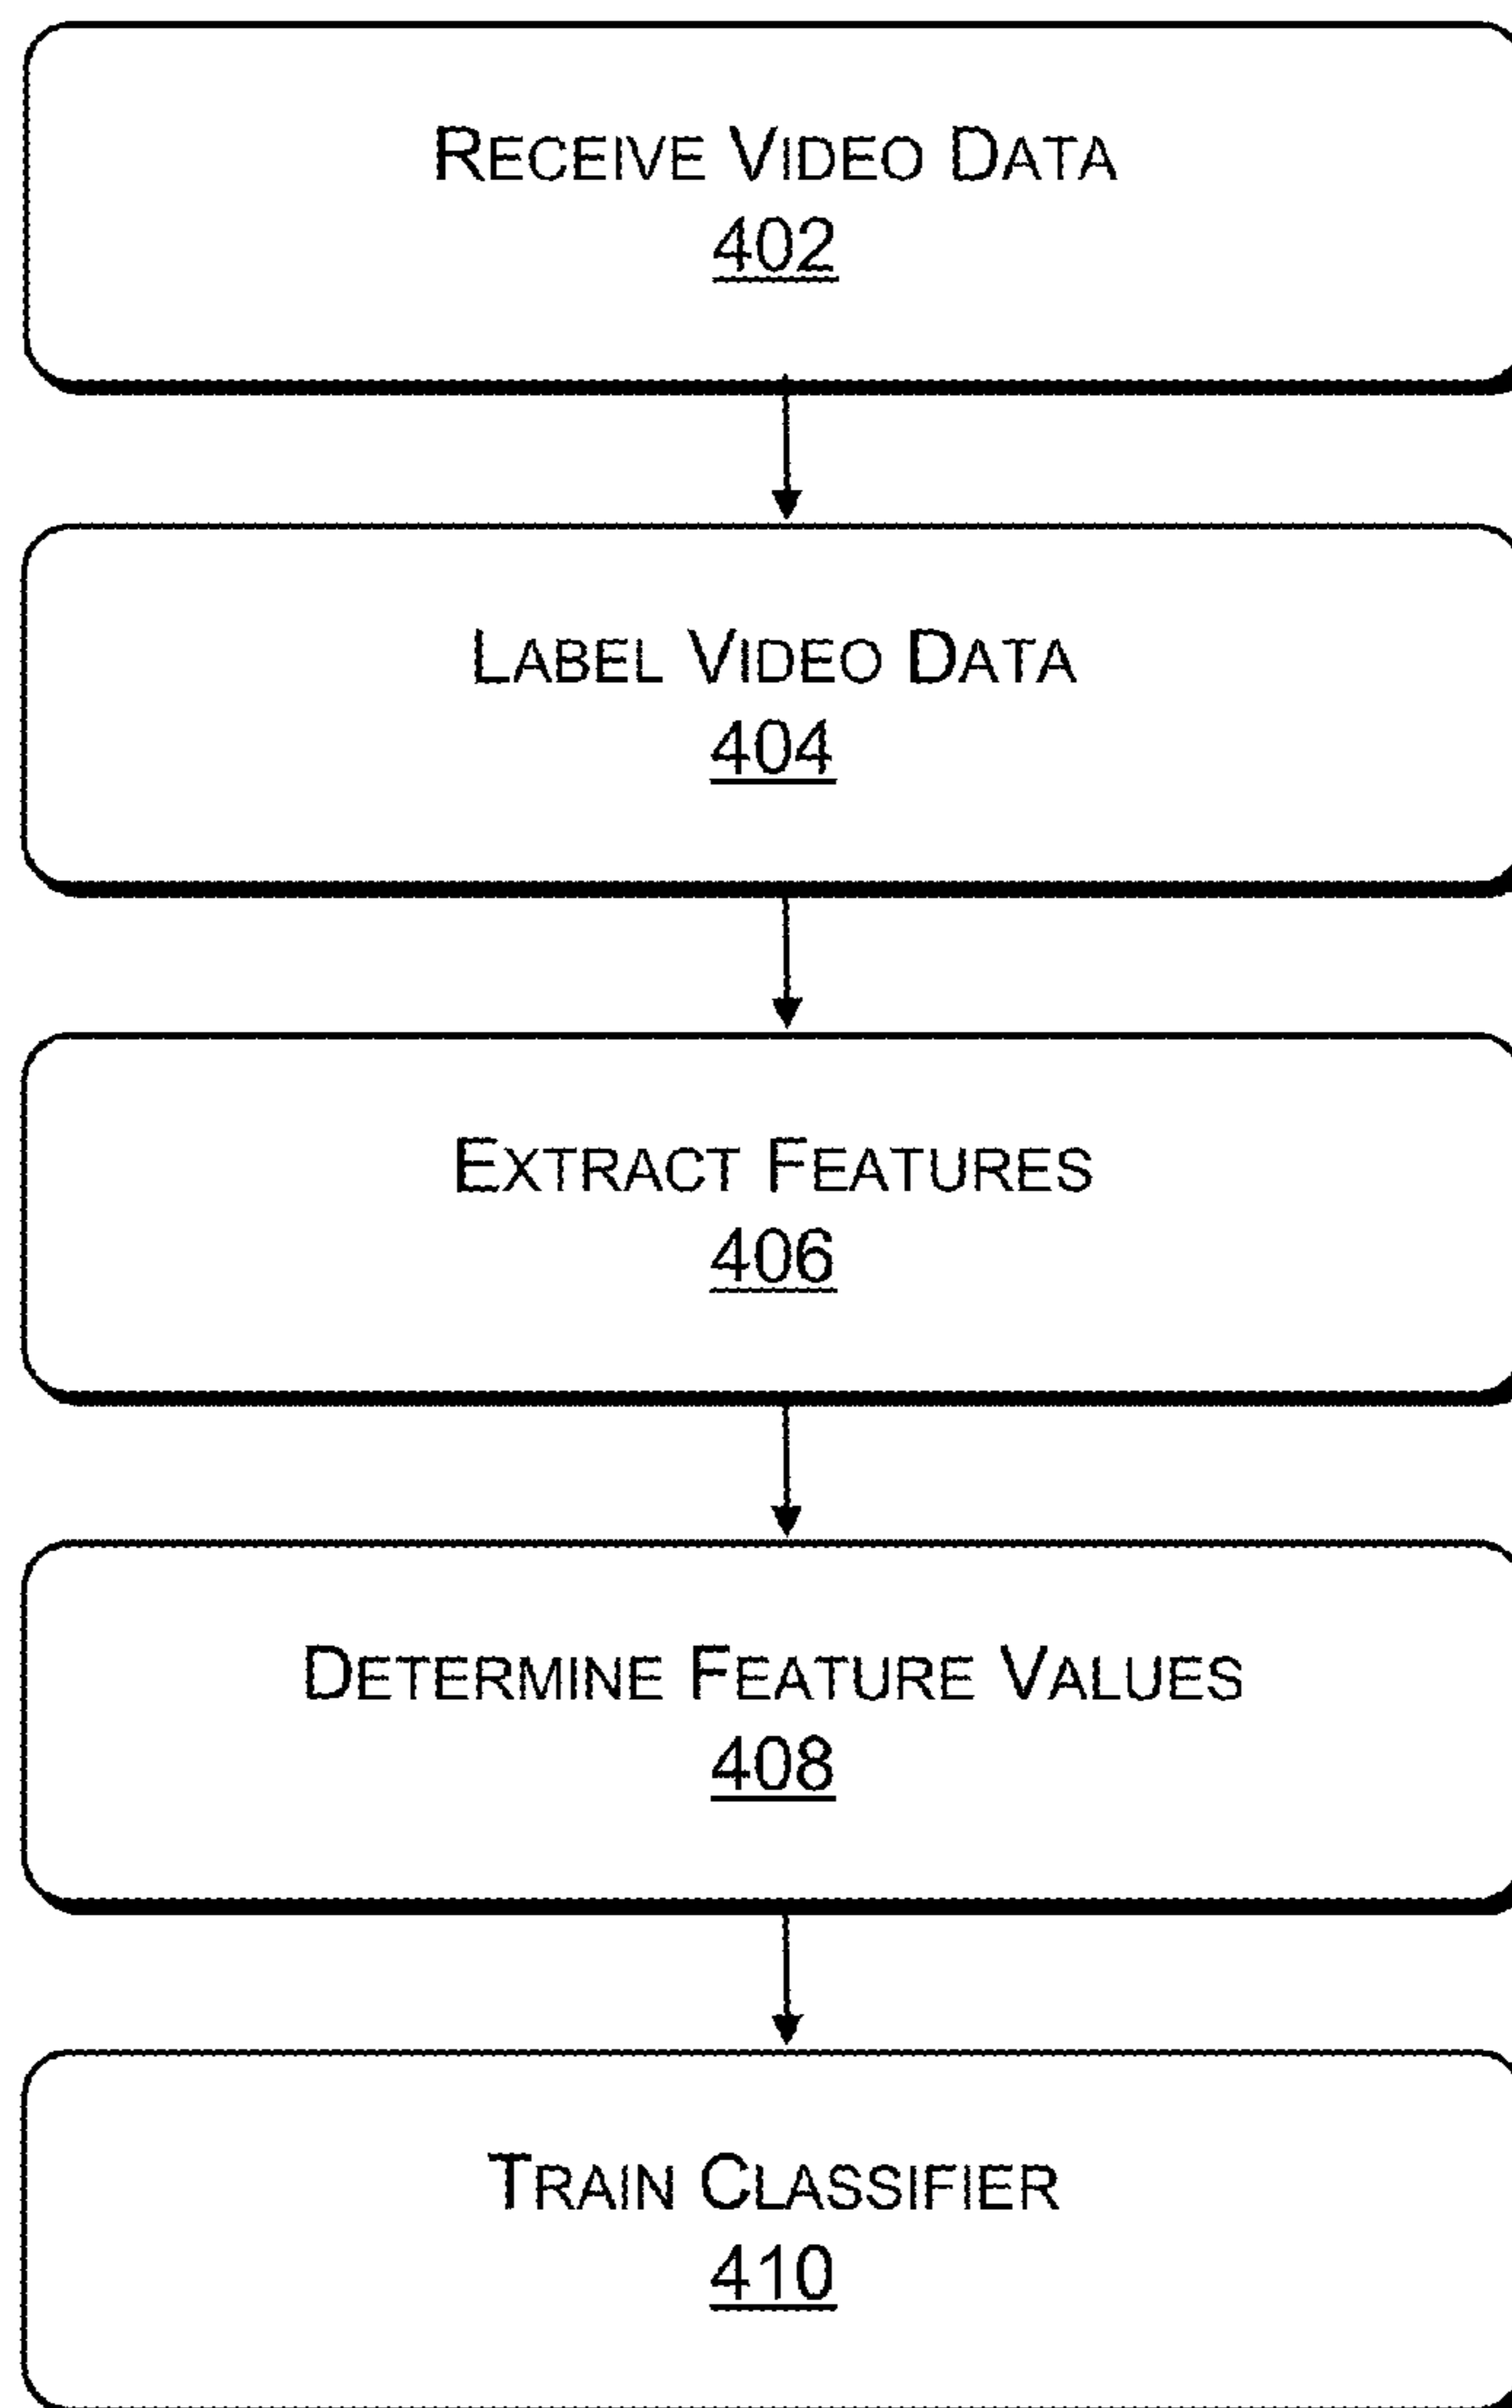 RECEIVE VIDEO DATA
402
LABEL VIDEO DATA
404
EXTRACT FEATURES
406
DETERMINE FEATURE VALUES
408
TRAIN CLASSIFIER
410